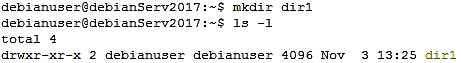 debianuser@debianServ2017:~$ mkdir dir1
debianuser@debianServ2017:~$ ls -l
total 4
drwxr-xr-x 2 debianuser debianuser 4096 Nov  3 13:25 dir1